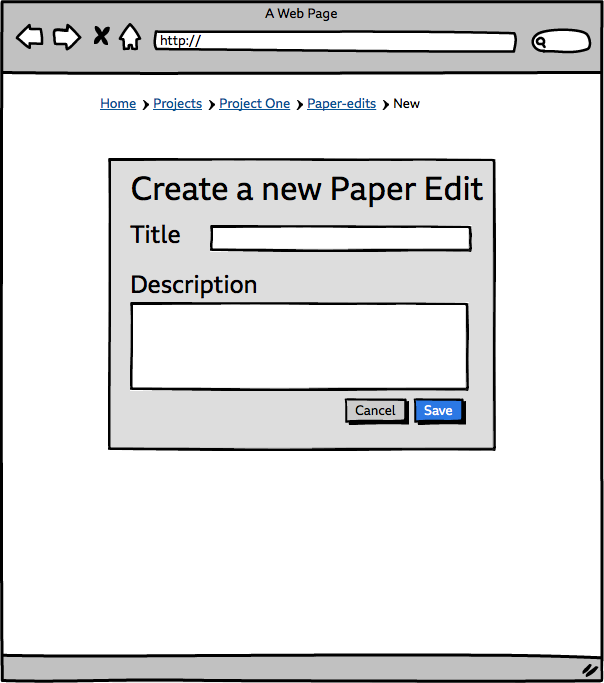 A Web Page
http://
Home Projects Project One Paper-edits New
Create a new Paper Edit
Title
Description
Cancel Save